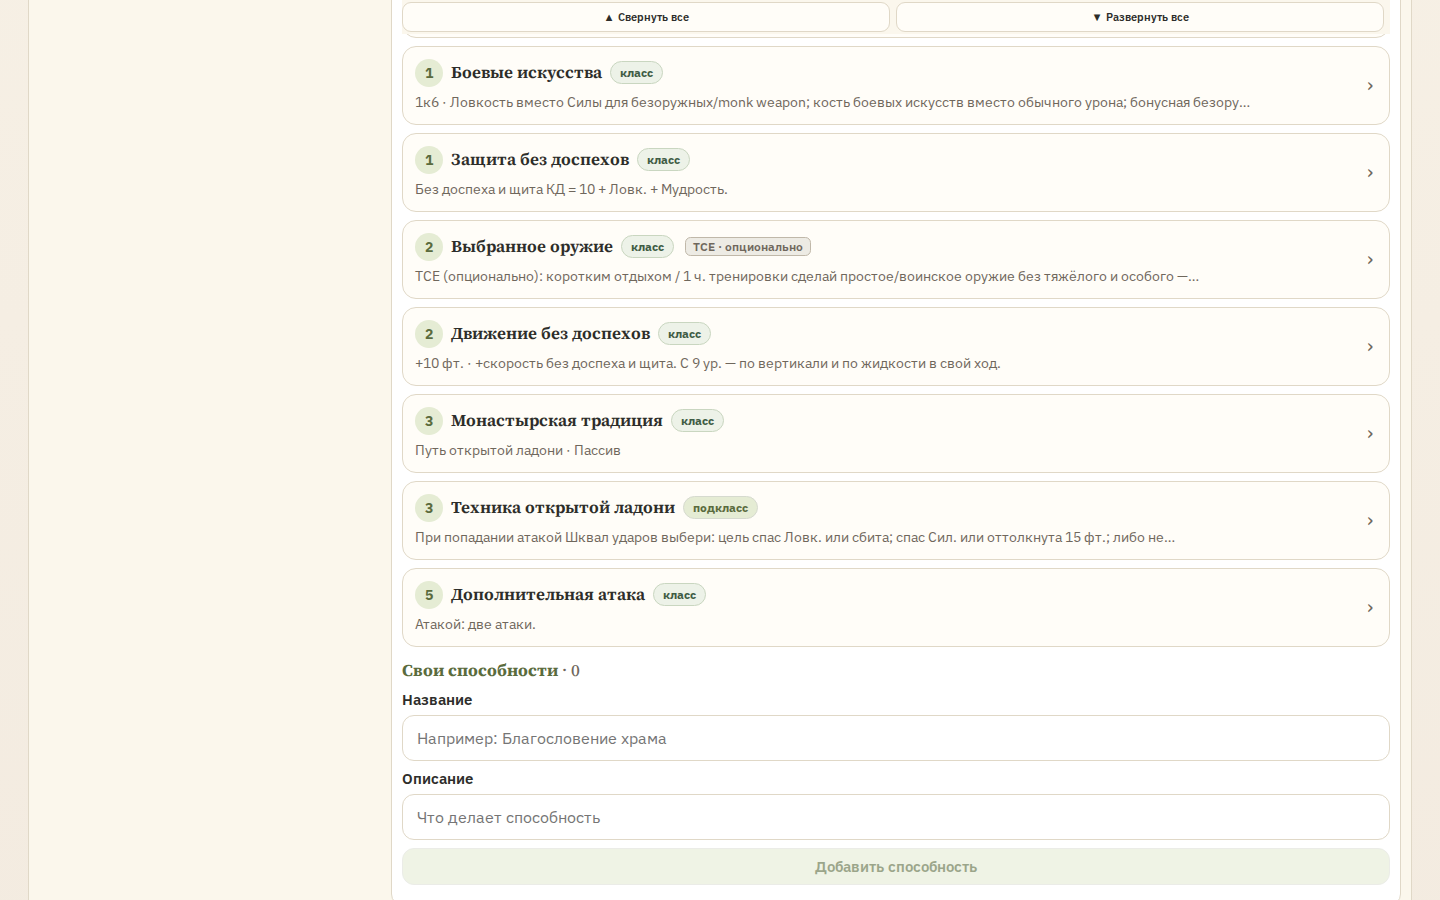 ▲ Свернуть все
▼ Развернуть все
1 Боевые искусства класс
1к6 · Ловкость вместо Силы для безоружных/monk weapon; кость боевых искусств вместо обычного урона; бонусная безору...
1 Защита без доспехов класс
Без доспеха и щита КД = 10 + Ловк. + Мудрость.
2 Выбранное оружие класс TCE · опционально
TCE (опционально): коротким отдыхом / 1 ч. тренировки сделай простое/воинское оружие без тяжёлого и особого —...
2 Движение без доспехов класс
+10 фт. · +скорость без доспеха и щита. С 9 ур. — по вертикали и по жидкости в свой ход.
3 Монастырская традиция класс
Путь открытой ладони · Пассив
3 Техника открытой ладони подкласс
При попадании атакой Шквал ударов выбери: цель спас Ловк. или сбита; спас Сил. или оттолкнута 15 фт.; либо не...
5 Дополнительная атака класс
Атакой: две атаки.
Свои способности · 0
Название
Например: Благословение храма
Описание
Что делает способность
Добавить способность